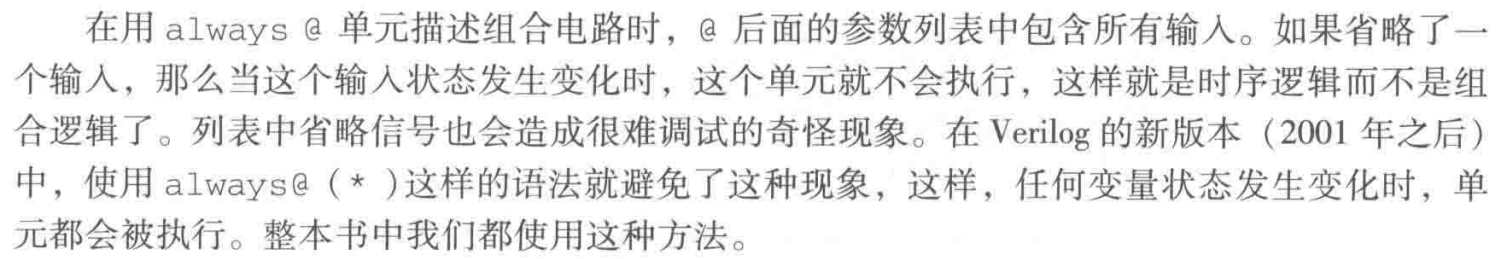 在用 always @ 单元描述组合电路时，@ 后面的参数列表中包含所有输入。如果省略了一
个输入，那么当这个输入状态发生变化时，这个单元就不会执行，这样就是时序逻辑而不是组
合逻辑了。列表中省略信号也会造成很难调试的奇怪现象。在 Verilog 的新版本（2001 年之后）
中，使用 always@ ( * )这样的语法就避免了这种现象，这样，任何变量状态发生变化时，单
元都会被执行。整本书中我们都使用这种方法。